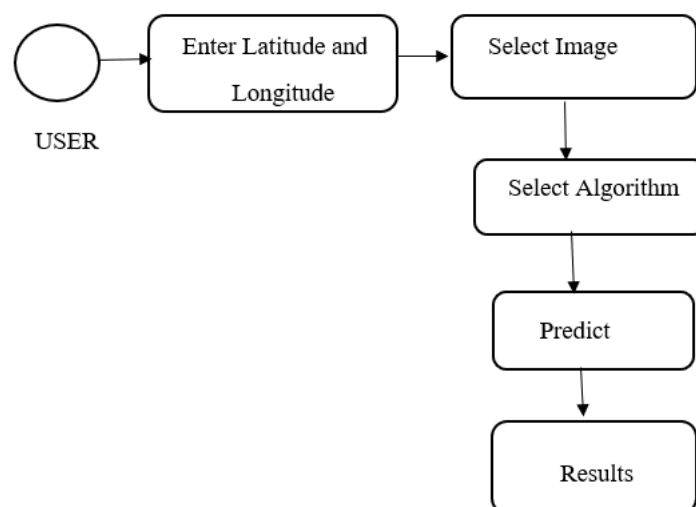 Enter Latitude and
Longitude
Select Image
USER
Select Algorithm
Predict
Results